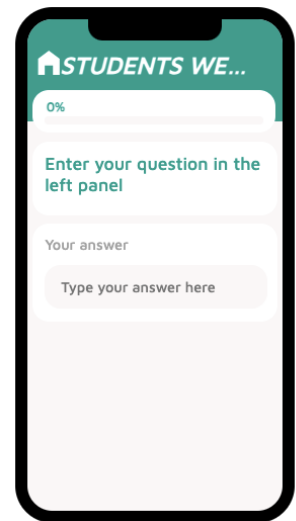 STUDENTS WE...
0%
Enter your question in the
left panel
Your answer
Type your answer here